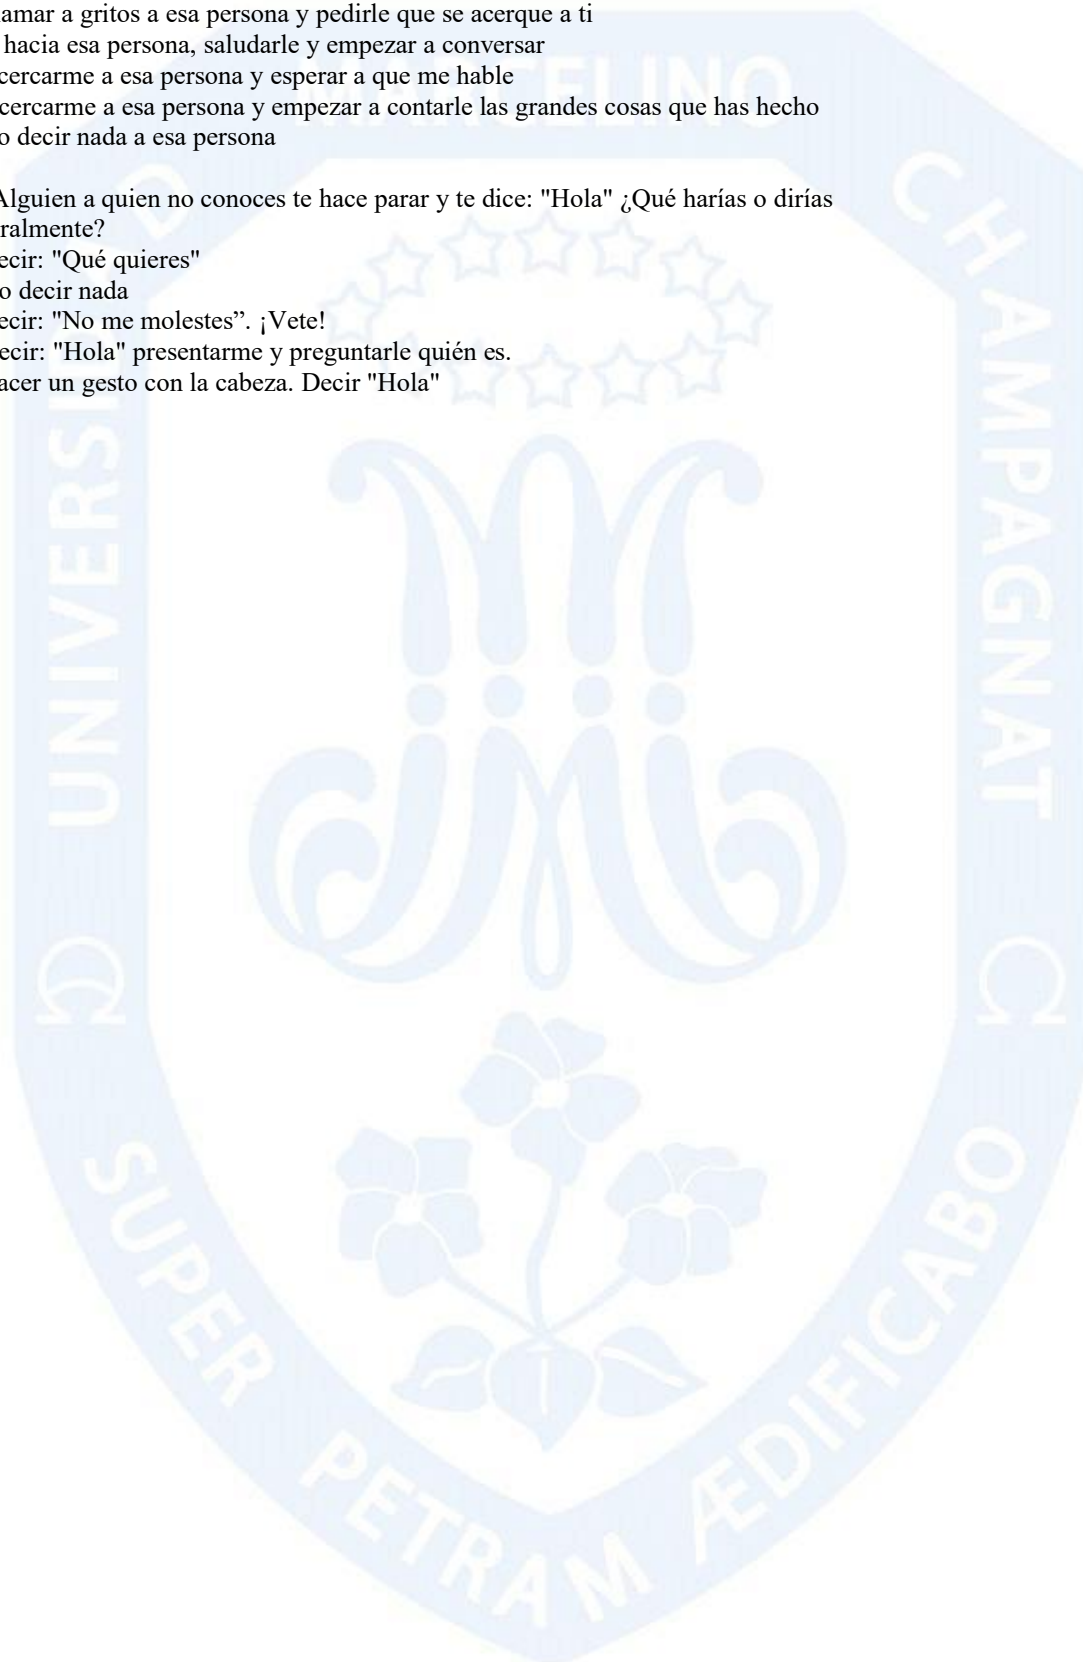 lamar a gritos a esa persona y pedirle que se acerque a ti
hacia esa persona, saludarle y empezar a conversar
cercarme a esa persona y esperar a que me hable
cercarme a esa persona y empezar a contarle las grandes cosas que has hecho
o decir nada a esa persona
Alguien a quien no conoces te hace parar y te dice: "Hola" ¿Qué harías o dirías
ralmente?
ecir: "Qué quieres"
o decir nada
ecir: "No me molestes”. ¡Vete!
ecir: "Hola" presentarme y preguntarle quién es.
acer un gesto con la cabeza. Decir "Hola"
UNIVERSIDAD MARCELINO CHAMPAGNAT
SUPER PETRAM ÆDIFICABO